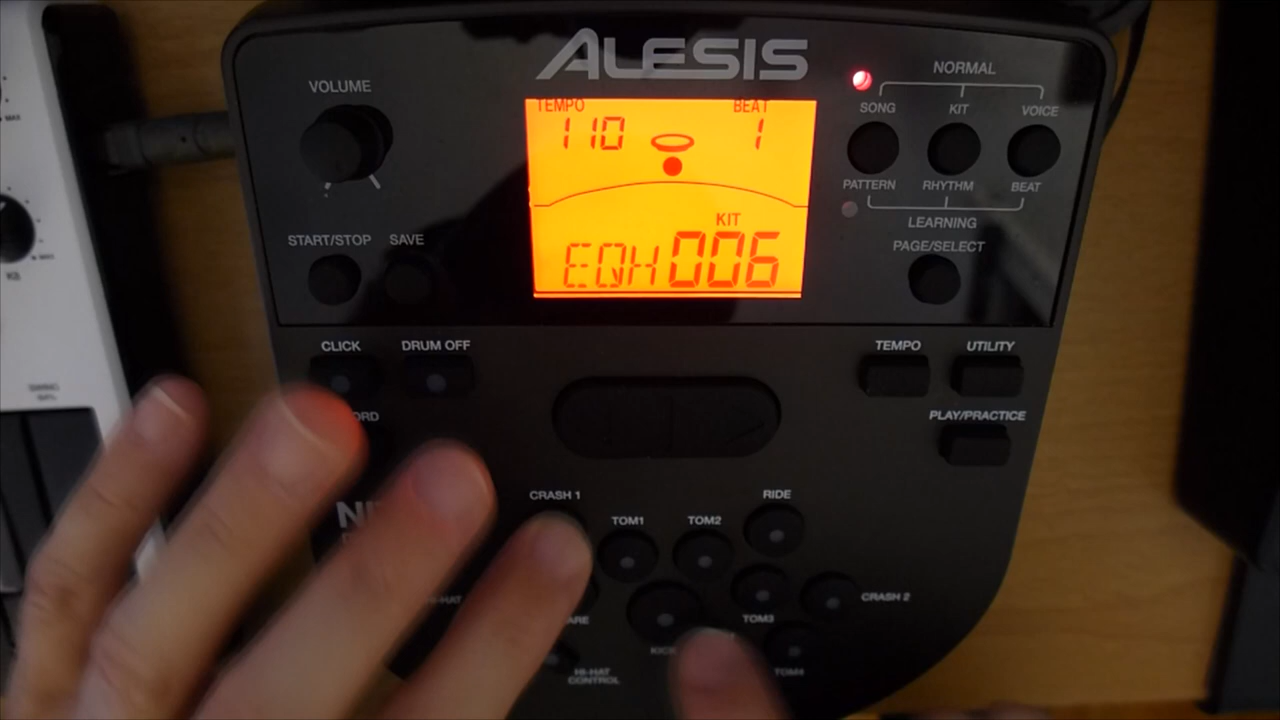 ALESIS
VOLUME
TEMPO
BEAT
110
1
KIT
EQH 006
NORMAL
SONG
KIT
VOICE
PATTERN
RHYTHM
BEAT
LEARNING
PAGE/SELECT
START/STOP
SAVE
CLICK
DRUM OFF
TEMPO
UTILITY
PLAY/PRACTICE
CRASH 1
RIDE
TOM1
TOM2
CRASH 2
TOM3
HI-HAT
CONTROL
TOM4
MAX